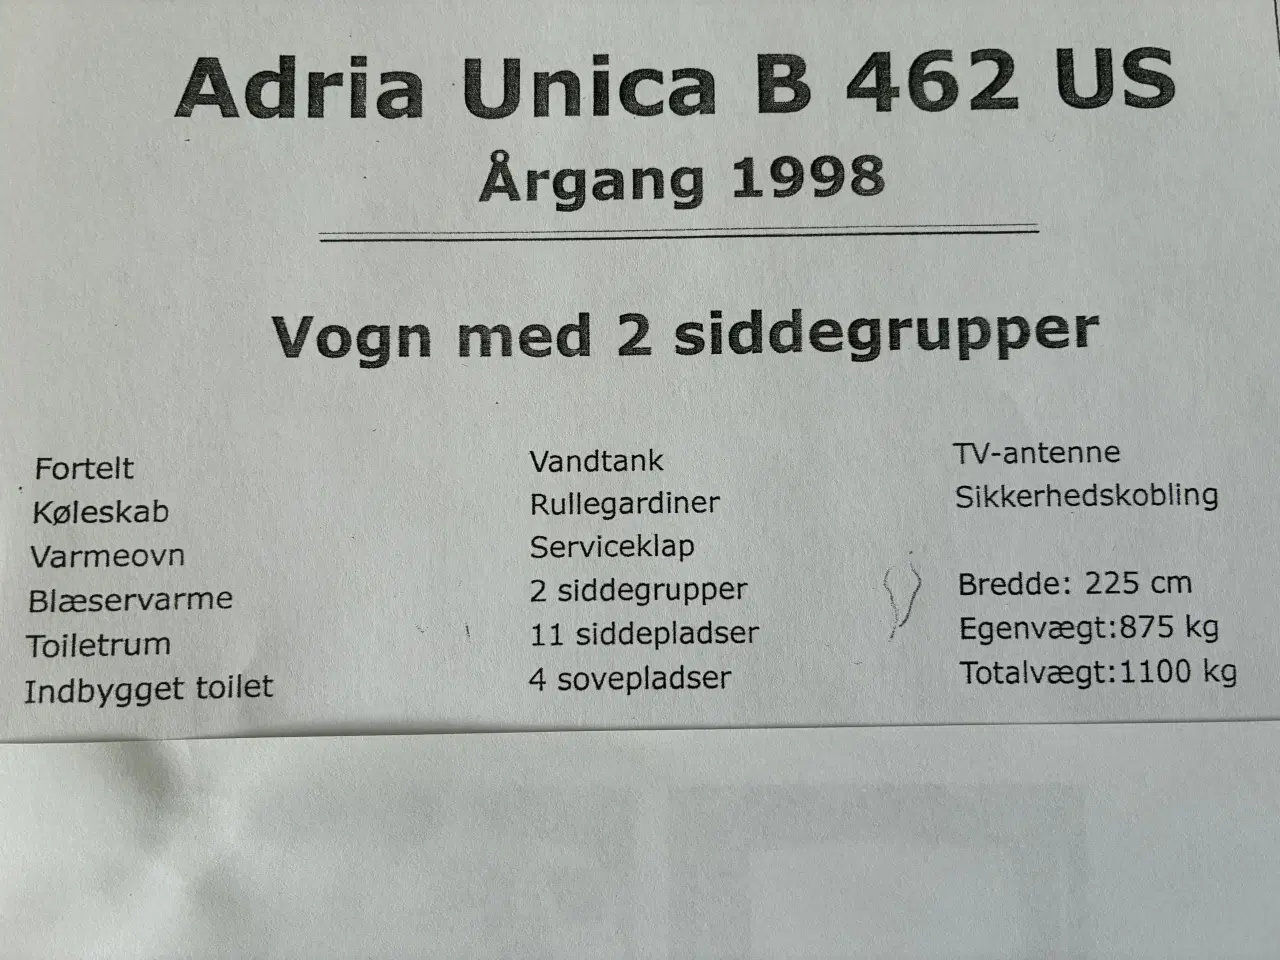 Adria Unica B 462 US
Årgang 1998
Vogn med 2 siddegrupper
Fortelt
Køleskab
Varmeovn
Blæservarme
Toiletrum
Indbygget toilet
Vandtank
Rullegardiner
Serviceklap
2 siddegrupper
11 siddepladser
4 sovepladser
TV-antenne
Sikkerhedskobling
Bredde: 225 cm
Egenvægt:875 kg
Totalvægt:1100 kg